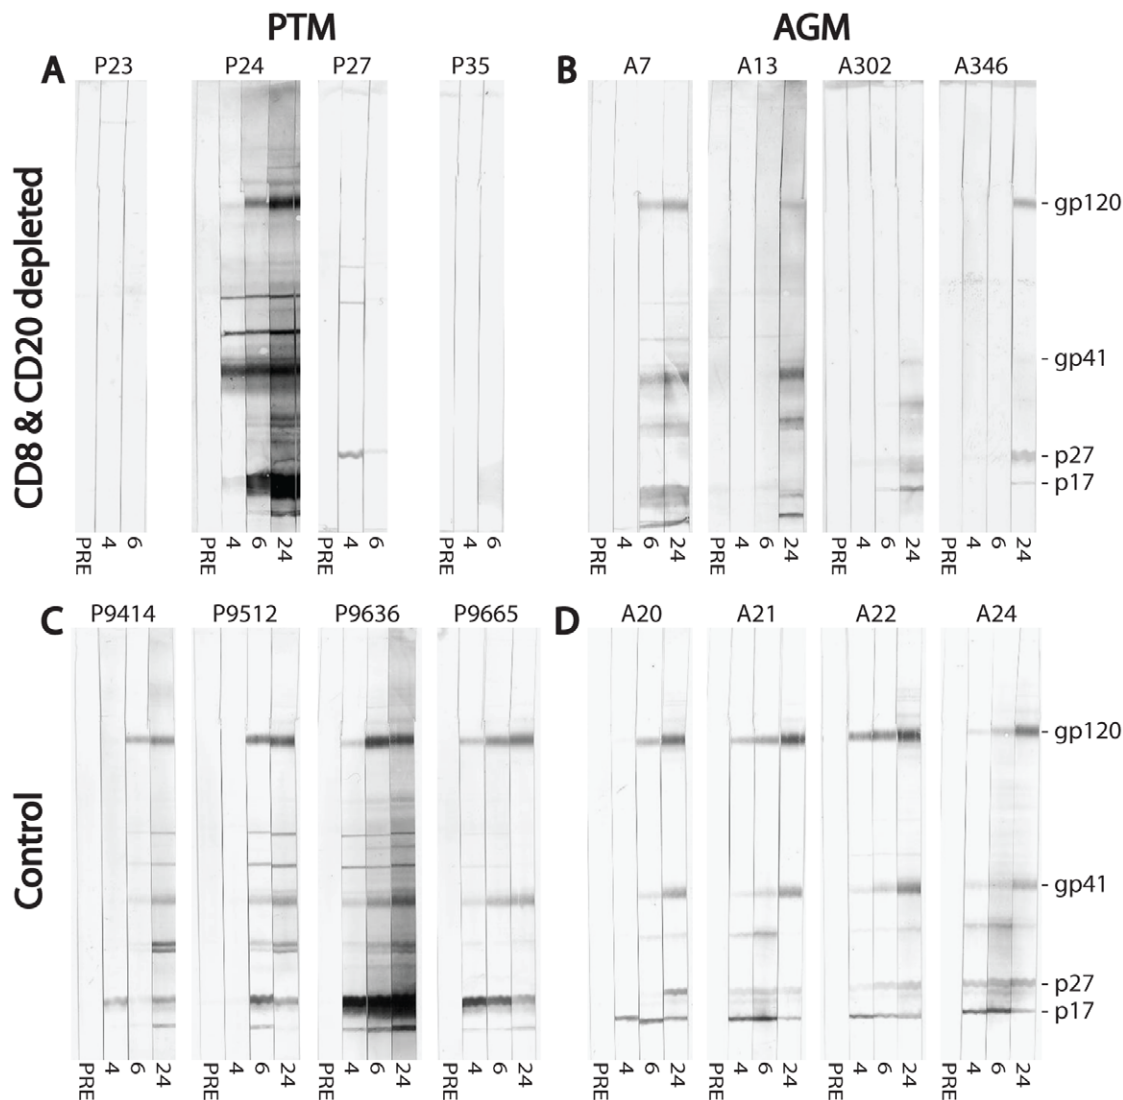 PTM AGM
A P23 P24 P27 P35 B A7 A13 A302 A346
CD8 & CD20 depleted
- gp120
- gp41
- p27
- p17
PRE 4 6 PRE 4 6 24 PRE 4 6 PRE 4 6 PRE 4 6 24 PRE 4 6 24 PRE 4 6 24 PRE 4 6 24
C P9414 P9512 P9636 P9665 D A20 A21 A22 A24
Control
- gp120
- gp41
- p27
- p17
PRE 4 6 24 PRE 4 6 24 PRE 4 6 24 PRE 4 6 24 PRE 4 6 24 PRE 4 6 24 PRE 4 6 24 PRE 4 6 24